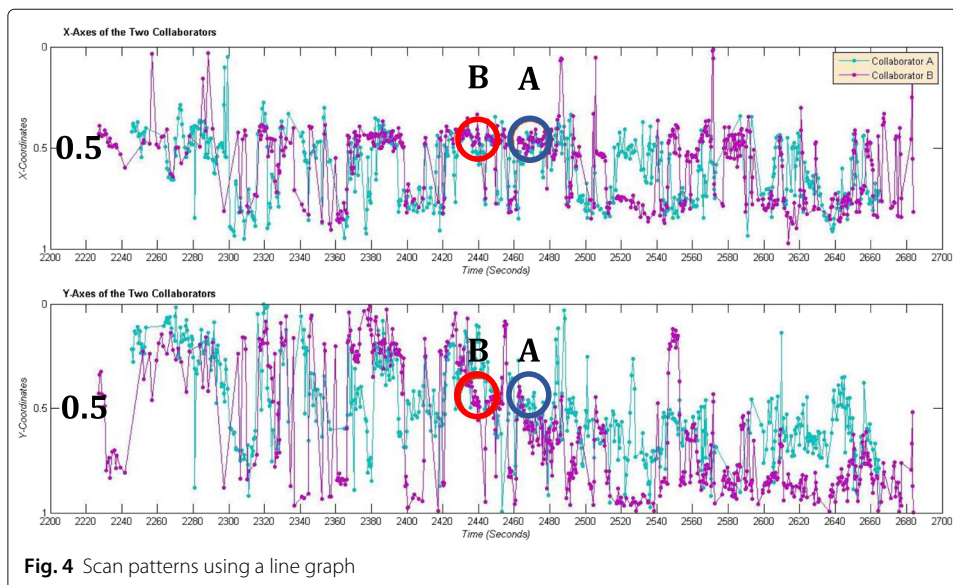 X-Axes of the Two Collaborators
0
0.5
1
X-Coordinates
B
A
Collaborator A
Collaborator B
2200 2220 2240 2260 2280 2300 2320 2340 2360 2380 2400 2420 2440 2460 2480 2500 2520 2540 2560 2580 2600 2620 2640 2660 2680 2700
Time (Seconds)
Y-Axes of the Two Collaborators
0
0.5
1
Y-Coordinates
B
A
2200 2220 2240 2260 2280 2300 2320 2340 2360 2380 2400 2420 2440 2460 2480 2500 2520 2540 2560 2580 2600 2620 2640 2660 2680 2700
Time (Seconds)
Fig. 4 Scan patterns using a line graph